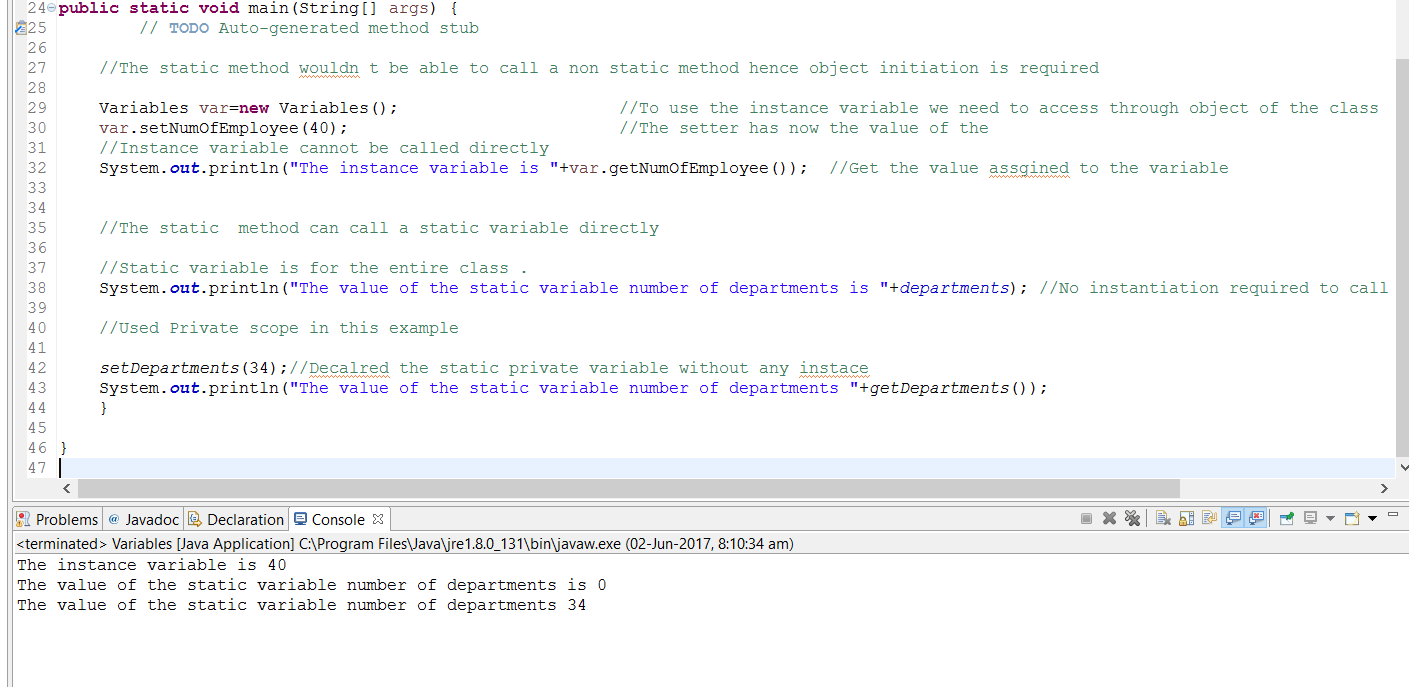 24 public static void main(String[] args) {
25 // TODO Auto-generated method stub
26
27 //The static method wouldn t be able to call a non static method hence object initiation is required
28
29 Variables var=new Variables(); //To use the instance variable we need to access through object of the class
30 var.setNumOfEmployee(40); //The setter has now the value of the
31 //Instance variable cannot be called directly
32 System.out.println("The instance variable is "+var.getNumOfEmployee()); //Get the value assgined to the variable
33
34
35 //The static  method can call a static variable directly
36
37 //Static variable is for the entire class .
38 System.out.println("The value of the static variable number of departments is "+departments); //No instantiation required to call
39
40 //Used Private scope in this example
41
42 setDepartments(34);//Decalred the static private variable without any instace
43 System.out.println("The value of the static variable number of departments "+getDepartments());
44 }
45
46 }
47
Problems @ Javadoc Declaration Console
<terminated> Variables [Java Application] C:\Program Files\Java\jre1.8.0_131\bin\javaw.exe (02-Jun-2017, 8:10:34 am)
The instance variable is 40
The value of the static variable number of departments is 0
The value of the static variable number of departments 34